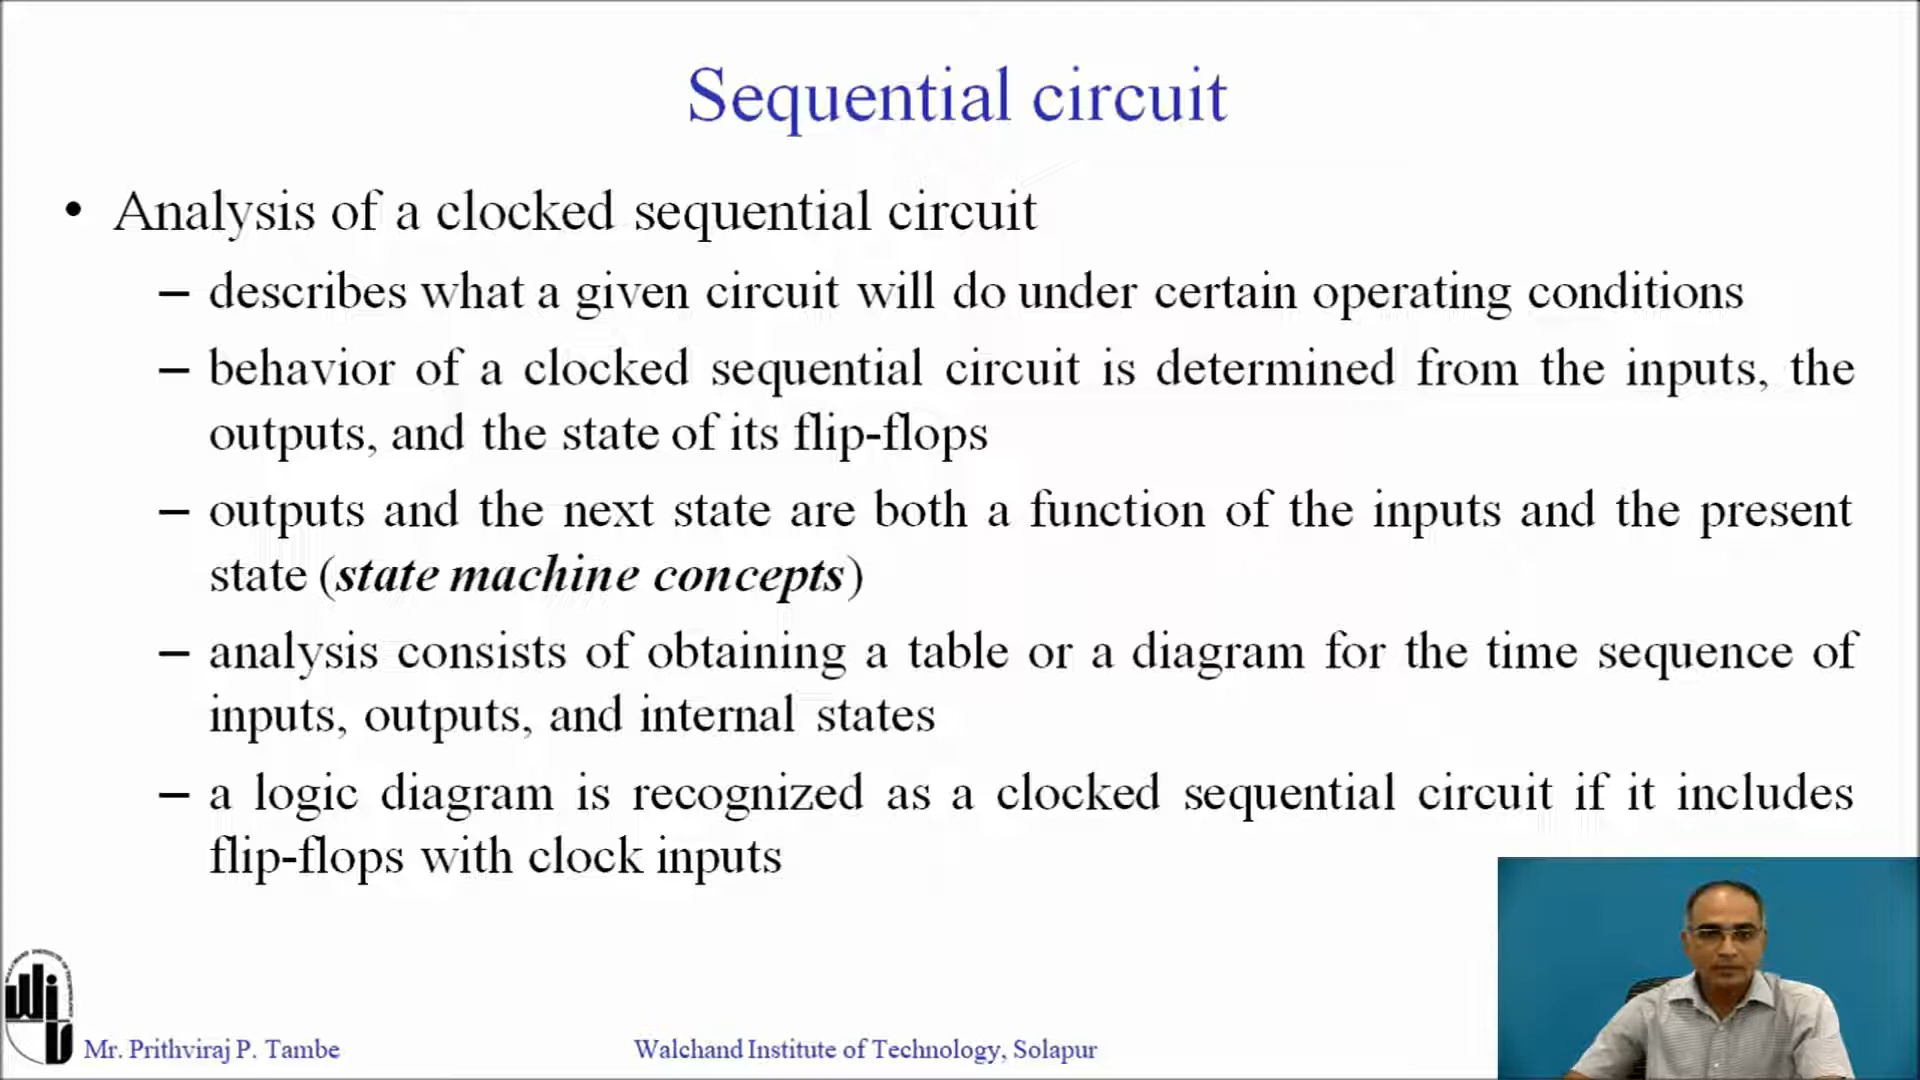 Sequential circuit
• Analysis of a clocked sequential circuit
– describes what a given circuit will do under certain operating conditions
– behavior of a clocked sequential circuit is determined from the inputs, the
outputs, and the state of its flip-flops
– outputs and the next state are both a function of the inputs and the present
state (state machine concepts)
– analysis consists of obtaining a table or a diagram for the time sequence of
inputs, outputs, and internal states
– a logic diagram is recognized as a clocked sequential circuit if it includes
flip-flops with clock inputs
WALCHAND INSTITUTE OF TECHNOLOGY
Mr. Prithviraj P. Tambe
Walchand Institute of Technology, Solapur